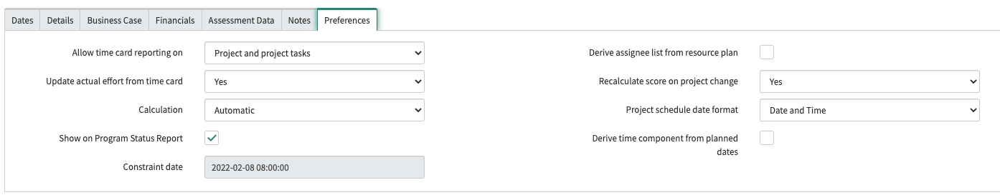 Dates Details Business Case Financials Assessment Data Notes Preferences
Allow time card reporting on Project and project tasks
Update actual effort from time card Yes
Calculation Automatic
Show on Program Status Report
Constraint date 2022-02-08 08:00:00
Derive assignee list from resource plan
Recalculate score on project change Yes
Project schedule date format Date and Time
Derive time component from planned
dates